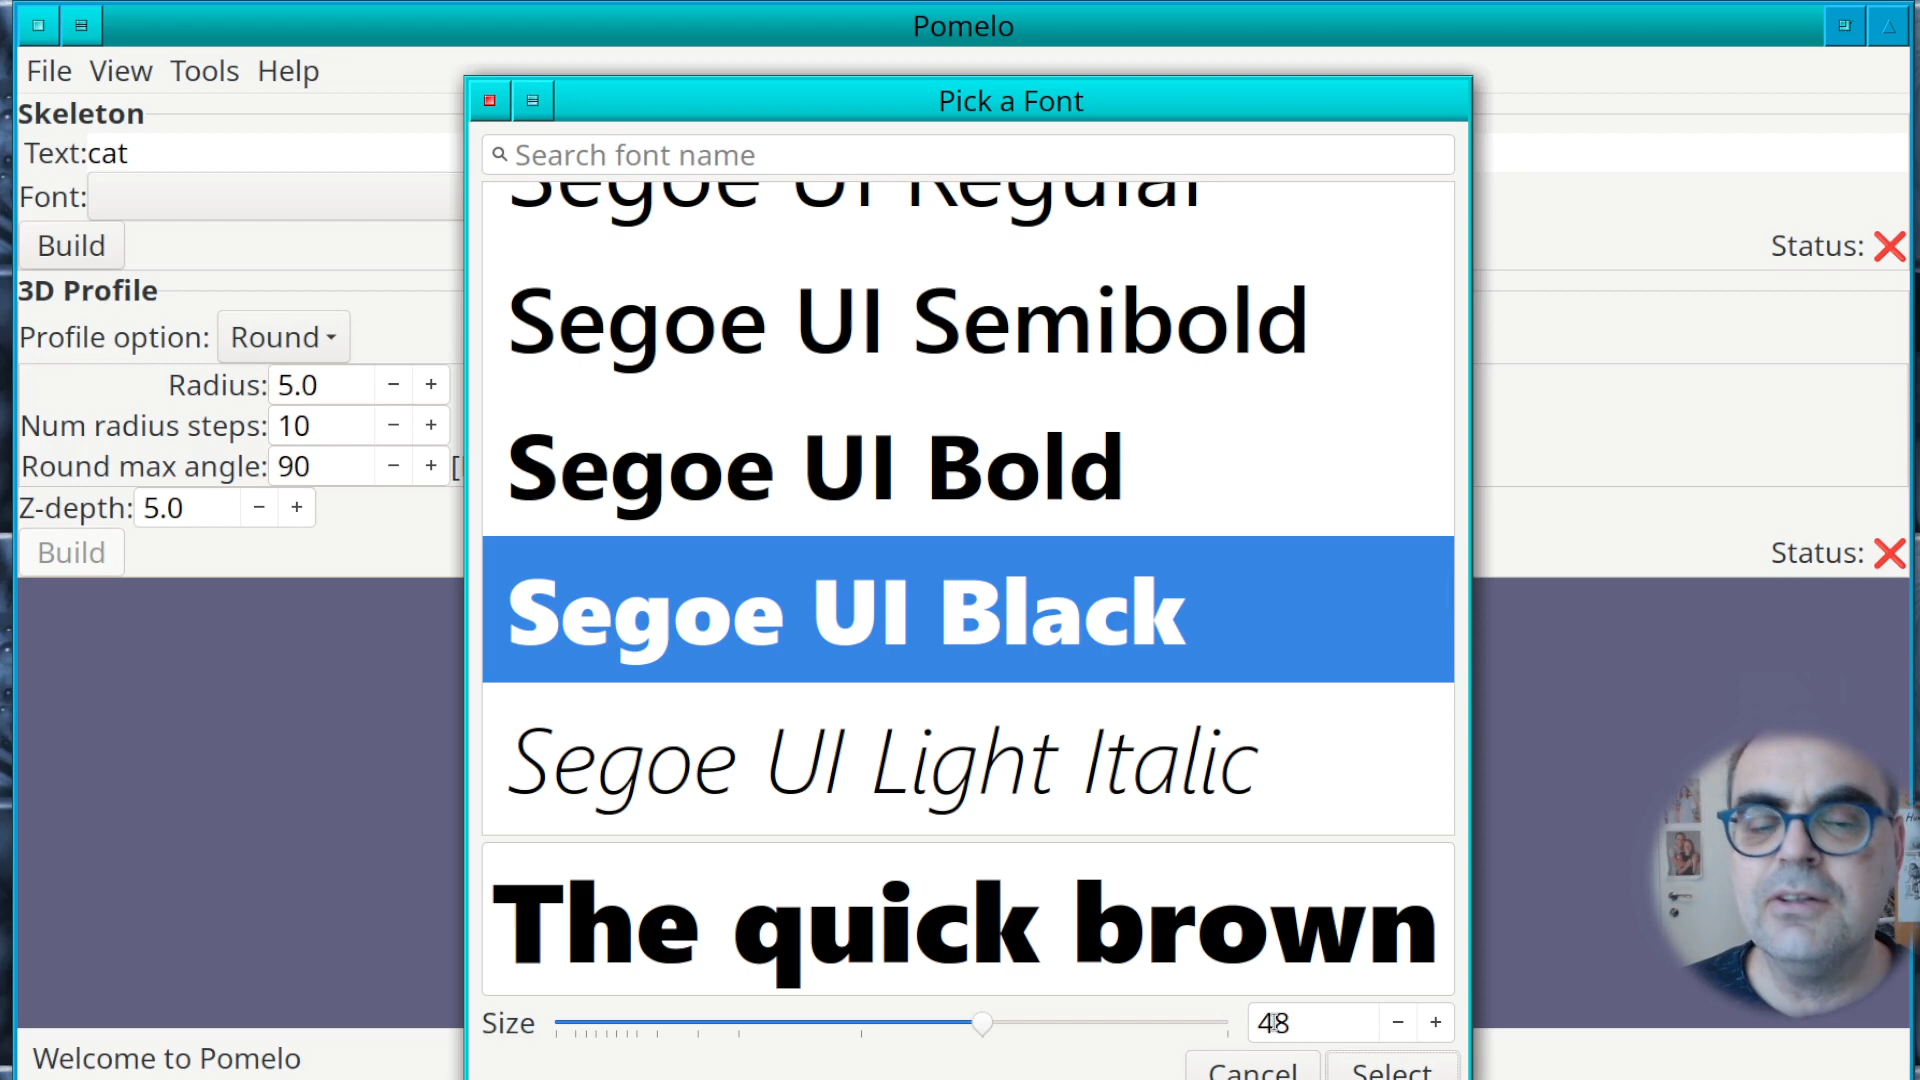 Pomelo
File View Tools Help
Pick a Font
Skeleton
Search font name
Text: cat
Font:
Segoe UI Regular
Build
Status: ❌
3D Profile
Segoe UI Semibold
Profile option: Round
Radius: 5.0 − +
Num radius steps: 10 − +
Segoe UI Bold
Round max angle: 90 − + [
Z-depth: 5.0 − +
Build
Status: ❌
Segoe UI Black
Segoe UI Light Italic
The quick brown
Size 48 − +
Welcome to Pomelo
Cancel Select